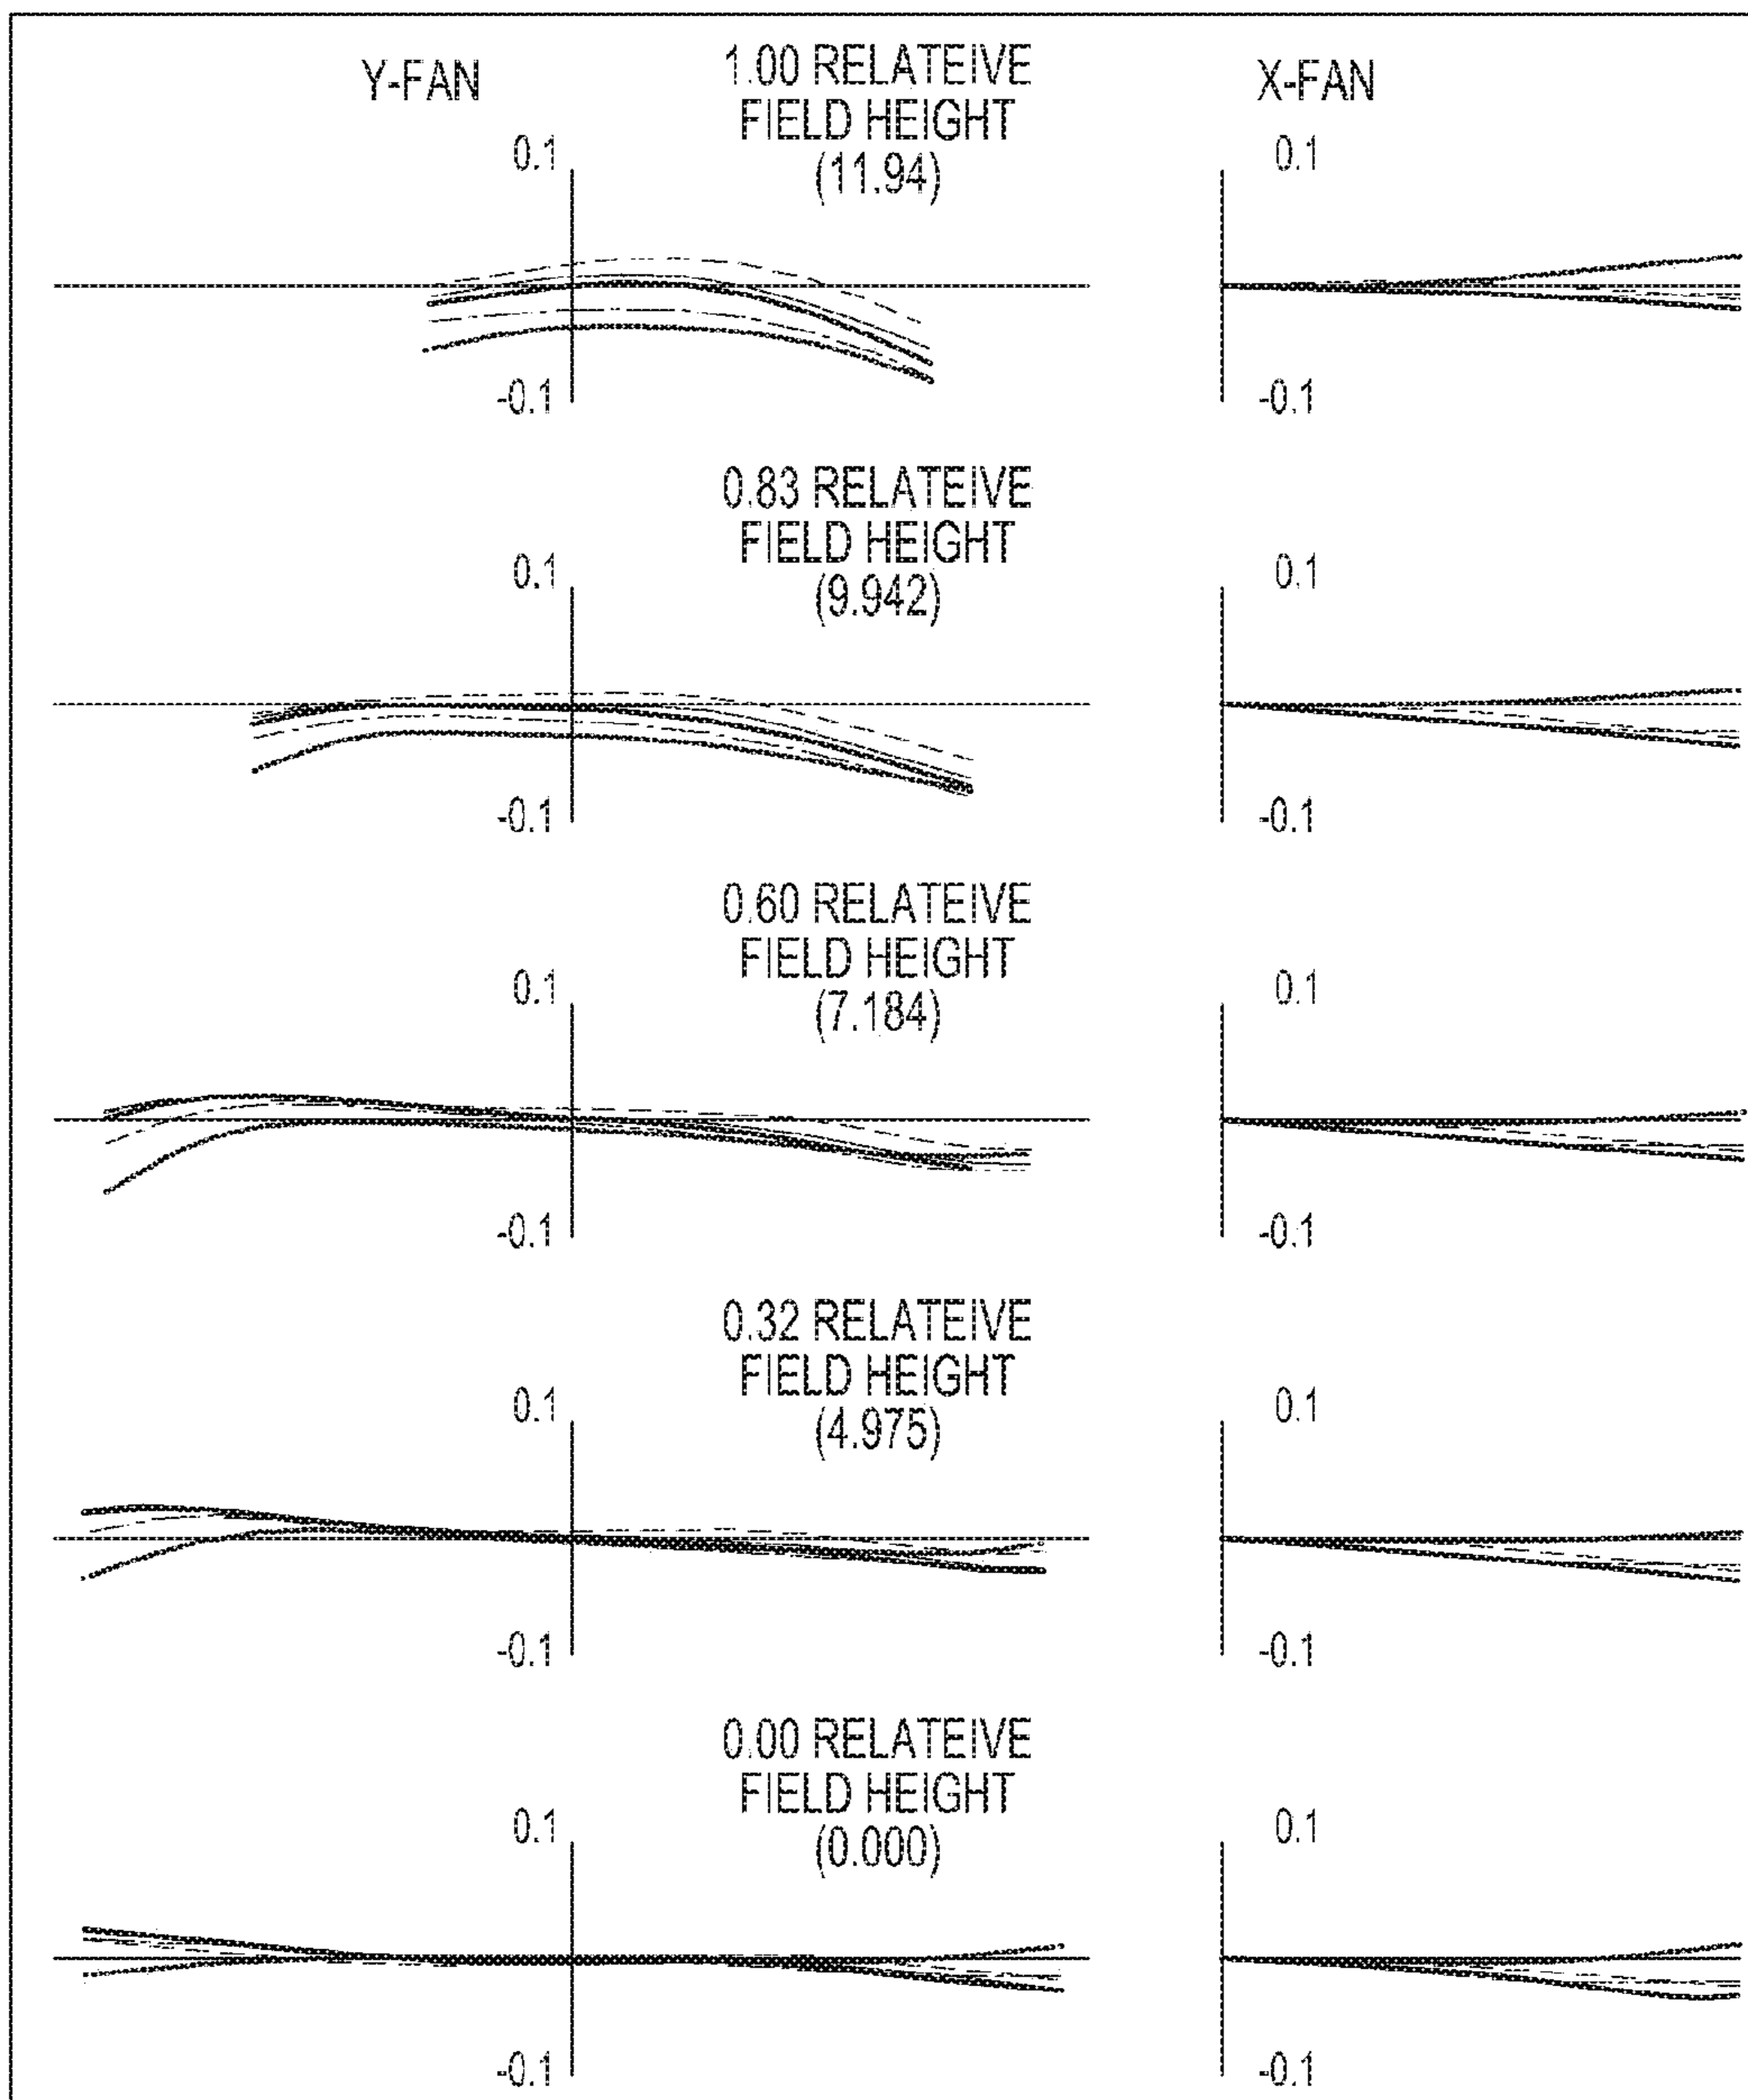 Y-FAN
1.00 RELATEIVE
FIELD HEIGHT
(11.94)
X-FAN
0.1
0.1
-0.1
-0.1
0.83 RELATEIVE
FIELD HEIGHT
(9.942)
0.1
0.1
-0.1
-0.1
0.60 RELATEIVE
FIELD HEIGHT
(7.184)
0.1
0.1
-0.1
-0.1
0.32 RELATEIVE
FIELD HEIGHT
(4.975)
0.1
0.1
-0.1
-0.1
0.00 RELATEIVE
FIELD HEIGHT
(0.000)
0.1
0.1
-0.1
-0.1